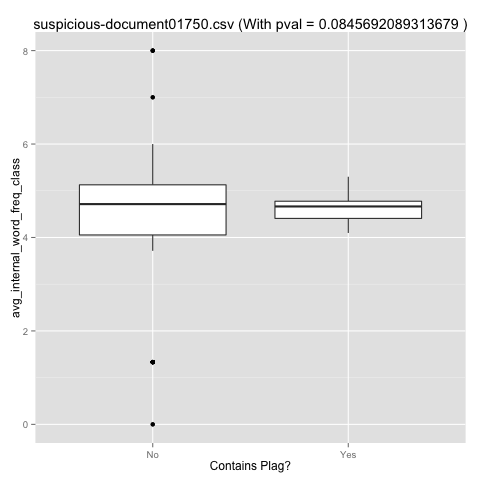 suspicious-document01750.csv (With pval = 0.0845692089313679 )
avg_internal_word_freq_class
8
6
4
2
0
No Yes
Contains Plag?